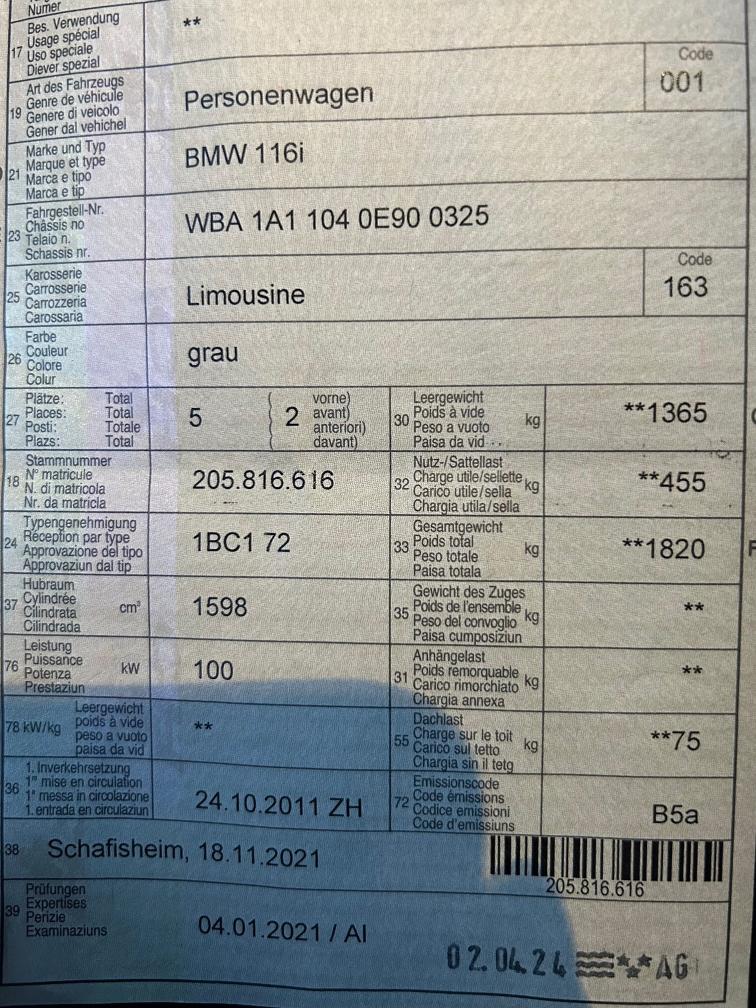 Numer
17 Bes. Verwendung
Usage spécial
Uso speciale
Diever spezial
**
19 Art des Fahrzeugs
Genre de véhicule
Genere di veicolo
Gener dal vehichel
Personenwagen
Code
001
21 Marke und Typ
Marque et type
Marca e tipo
Marca e tip
BMW 116i
23 Fahrgestell-Nr.
Châssis no
Telaio n.
Schassis nr.
WBA 1A1 104 0E90 0325
25 Karosserie
Carrosserie
Carrozzeria
Carossaria
Limousine
Code
163
26 Farbe
Couleur
Colore
Colur
grau
27 Plätze: Total
Places: Total
Posti: Totale
Plazs: Total
5 ( 2 vorne)
avant)
anteriori)
davant)
30 Leergewicht
Poids à vide
Peso a vuoto
Paisa da vid
kg
**1365
18 Stammnummer
N° matricule
N. di matricola
Nr. da matricla
205.816.616
32 Nutz-/Sattellast
Charge utile/sellette
Carico utile/sella
Chargia utila/sella
kg
**455
24 Typengenehmigung
Réception par type
Approvazione del tipo
Approvaziun dal tip
1BC1 72
33 Gesamtgewicht
Poids total
Peso totale
Paisa totala
kg
**1820
37 Hubraum
Cylindrée
Cilindrata
Cilindrada
cm³
1598
35 Gewicht des Zuges
Poids de l'ensemble
Peso del convoglio
Paisa cumposiziun
kg
**
76 Leistung
Puissance
Potenza
Prestaziun
kW
100
31 Anhängelast
Poids remorquable
Carico rimorchiato
Chargia annexa
kg
**
78 kW/kg Leergewicht
poids à vide
peso a vuoto
paisa da vid
**
55 Dachlast
Charge sur le toit
Carico sul tetto
Chargia sin il tetg
kg
**75
36 1. Inverkehrsetzung
1re mise en circulation
1a messa in circolazione
1. entrada en circulaziun
24.10.2011 ZH
72 Emissionscode
Code émissions
Codice emissioni
Code d'emissiuns
B5a
38 Schafisheim, 18.11.2021
205.816.616
39 Prüfungen
Expertises
Perizie
Examinaziuns
04.01.2021 / AI
02.04.24 AG